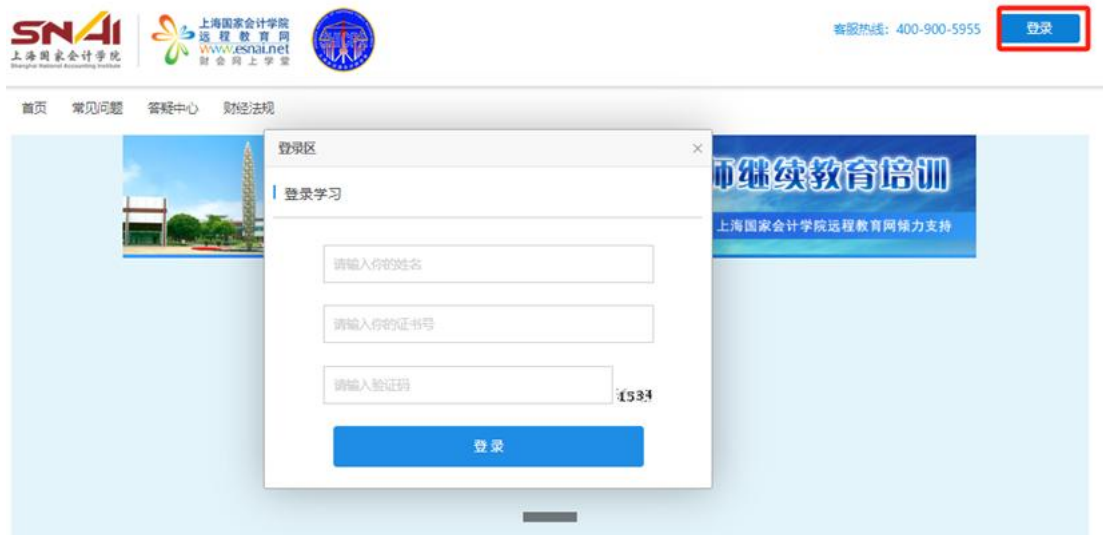 SNAI
上海国家会计学院
Shanghai National Accounting Institute
上海国家会计学院
远程教育网
www.esnai.net
财会网上学堂
客服热线：400-900-5955
登录
首页 常见问题 答疑中心 财经法规
登录区 ×
登录学习
师继续教育培训
上海国家会计学院远程教育网倾力支持
请输入你的姓名
请输入你的证书号
请输入验证码
1534
登录